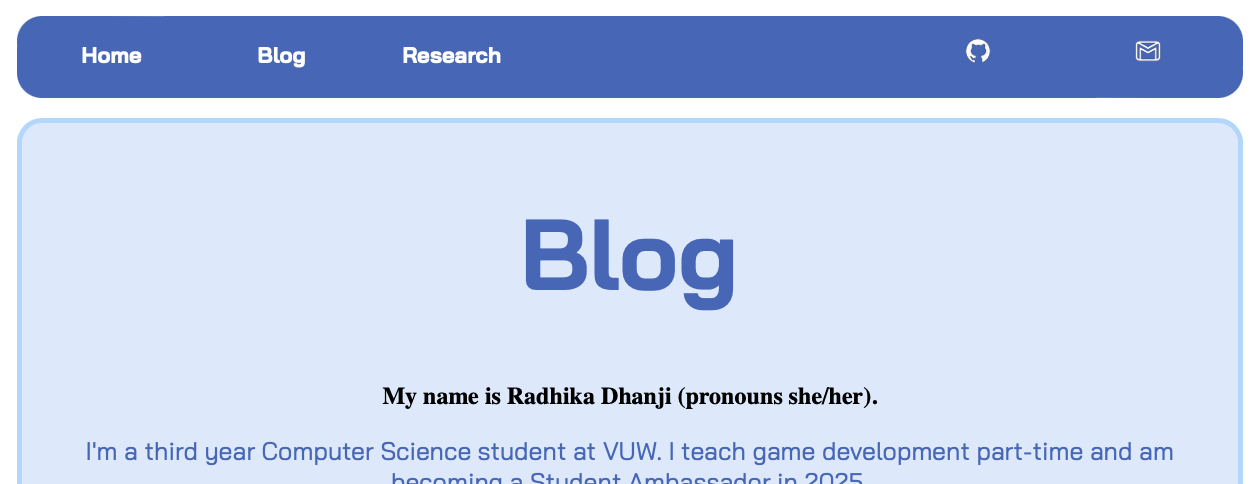 Home Blog Research
Blog
My name is Radhika Dhanji (pronouns she/her).
I'm a third year Computer Science student at VUW. I teach game development part-time and am
becoming a Student Ambassador in 2025.